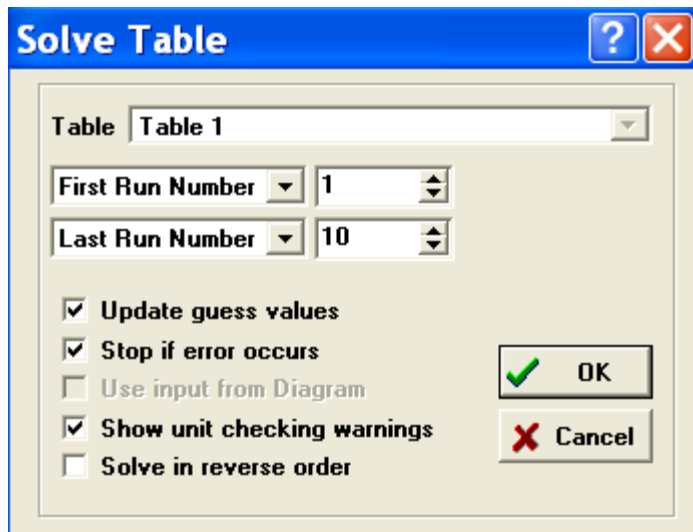 Solve Table
?
Table Table 1
First Run Number 1
Last Run Number 10
Update guess values
Stop if error occurs
Use input from Diagram
Show unit checking warnings
Solve in reverse order
OK
Cancel